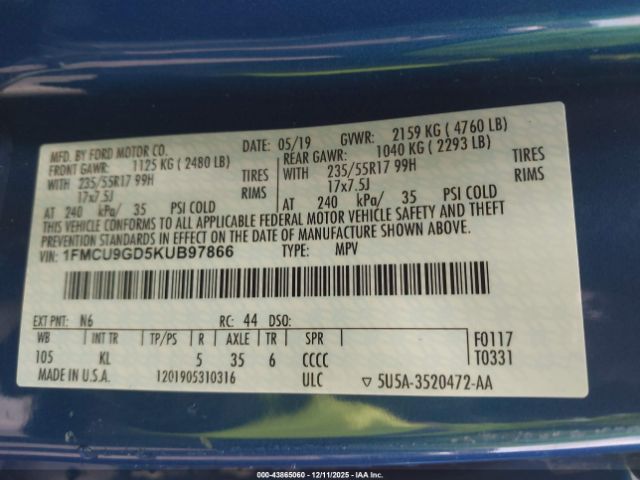 MFD. BY FORD MOTOR CO. DATE: 05/19 GVWR: 2159 KG (4760 LB)
FRONT GAWR: 1125 KG (2480 LB) REAR GAWR: 1040 KG (2293 LB)
WITH 235/55R17 99H TIRES WITH 235/55R17 99H TIRES
17x7.5J RIMS 17x7.5J RIMS
AT 240 kPa/ 35 PSI COLD AT 240 kPa/ 35 PSI COLD
THIS VEHICLE CONFORMS TO ALL APPLICABLE FEDERAL MOTOR VEHICLE SAFETY AND THEFT
PREVENTION STANDARDS IN EFFECT ON THE DATE OF MANUFACTURE SHOWN ABOVE.
VIN: 1FMCU9GD5KUB97866 TYPE: MPV
EXT PNT: N6 RC: 44 DSO: F0117
WB INT TR TP/PS R AXLE TR SPR T0331
105 KL 5 35 6 CCCC
MADE IN U.S.A. 1201905310316 ULC ▽ 5U5A-3520472-AA
000-43865060 - 12/11/2025 - IAA Inc.